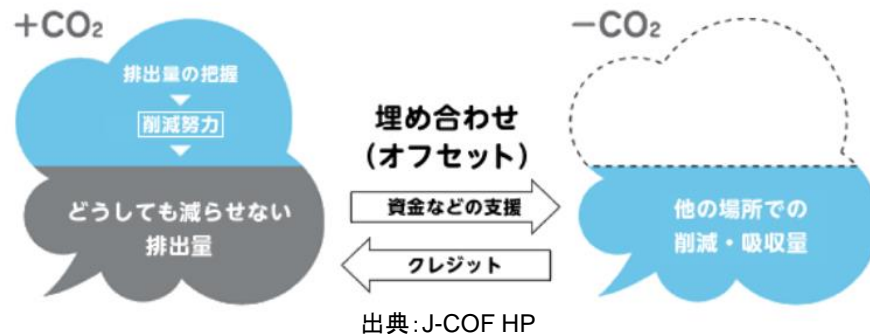 +CO₂
排出量の把握
削減努力
どうしても減らせない
排出量
埋め合わせ
(オフセット)
資金などの支援
クレジット
-CO₂
他の場所での
削減・吸収量
出典:J-COF HP